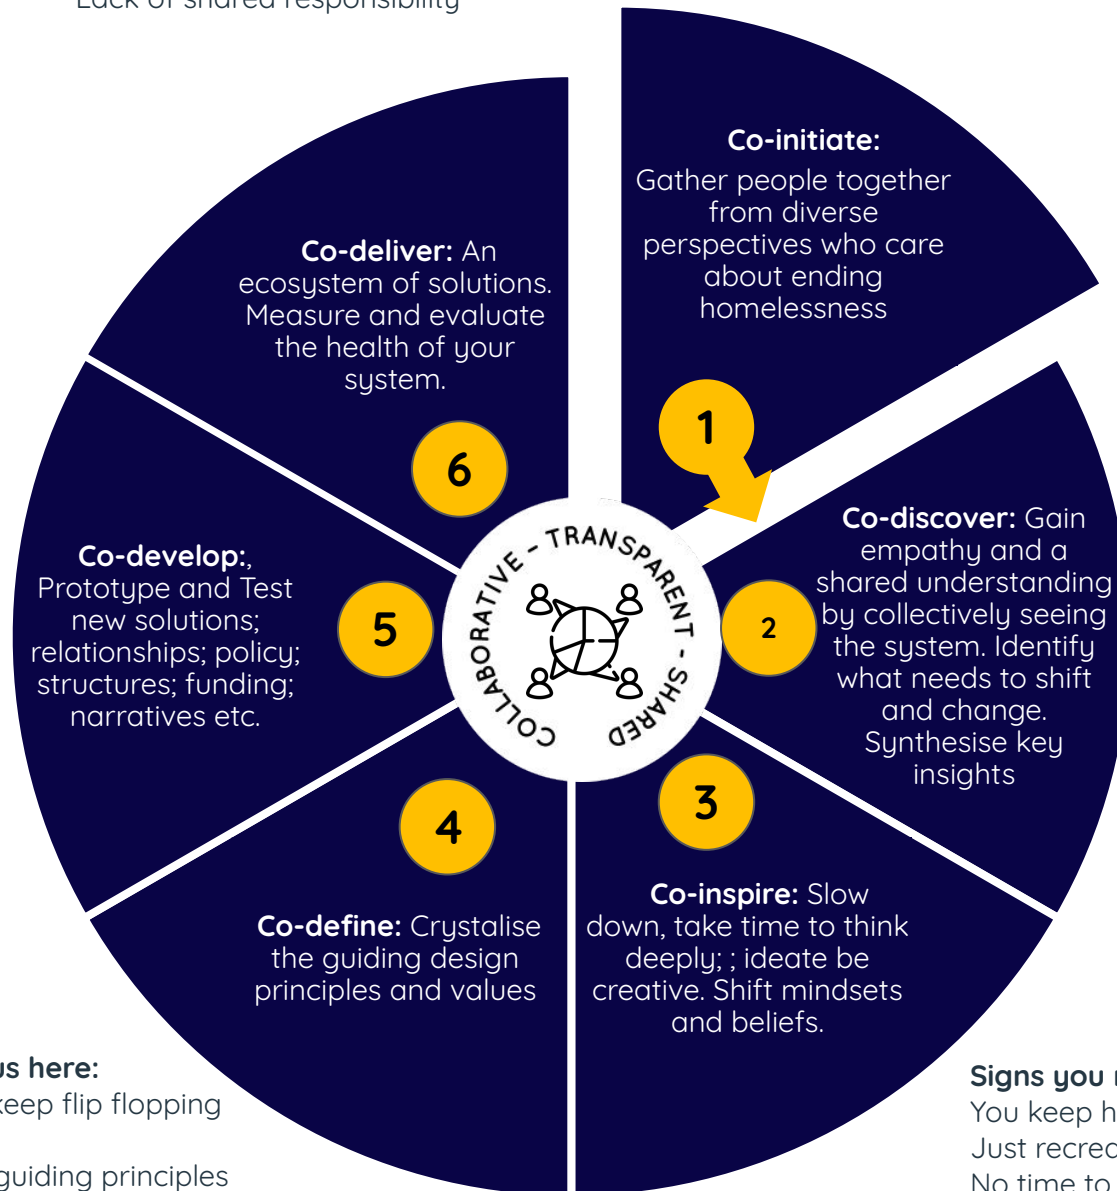 Lack of shared responsibility
Co-initiate:
Gather people together
from diverse
perspectives who care
about ending
homelessness
1
Co-discover: Gain
empathy and a
shared understanding
by collectively seeing
the system. Identify
what needs to shift
and change.
Synthesise key
insights
2
3
Co-inspire: Slow
down, take time to think
deeply; ; ideate be
creative. Shift mindsets
and beliefs.
4
Co-define: Crystalise
the guiding design
principles and values
Co-develop:,
Prototype and Test
new solutions;
relationships; policy;
structures; funding;
narratives etc.
5
Co-deliver: An
ecosystem of solutions.
Measure and evaluate
the health of your
system.
6
COLLABORATIVE - TRANSPARENT - SHARED
us here:
keep flip flopping
guiding principles
Signs you
You keep
Just
No time to